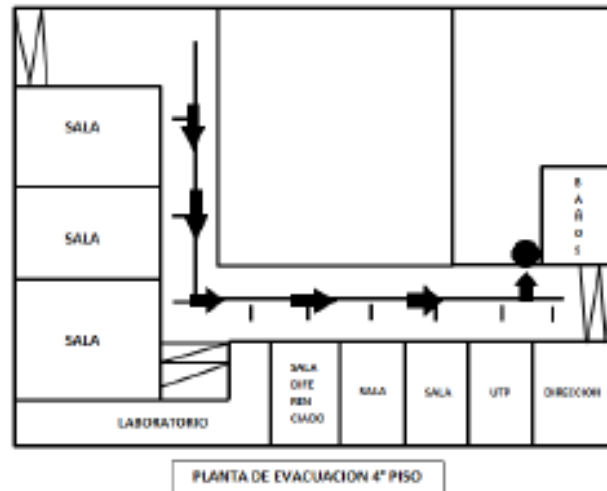 SALA
SALA
SALA
B
A
Ñ
O
S
LABORATORIO
SALA
DIFE
REN
CIADO
SALA
SALA
UTP
DIRECCION
PLANTA DE EVACUACION 4° PISO